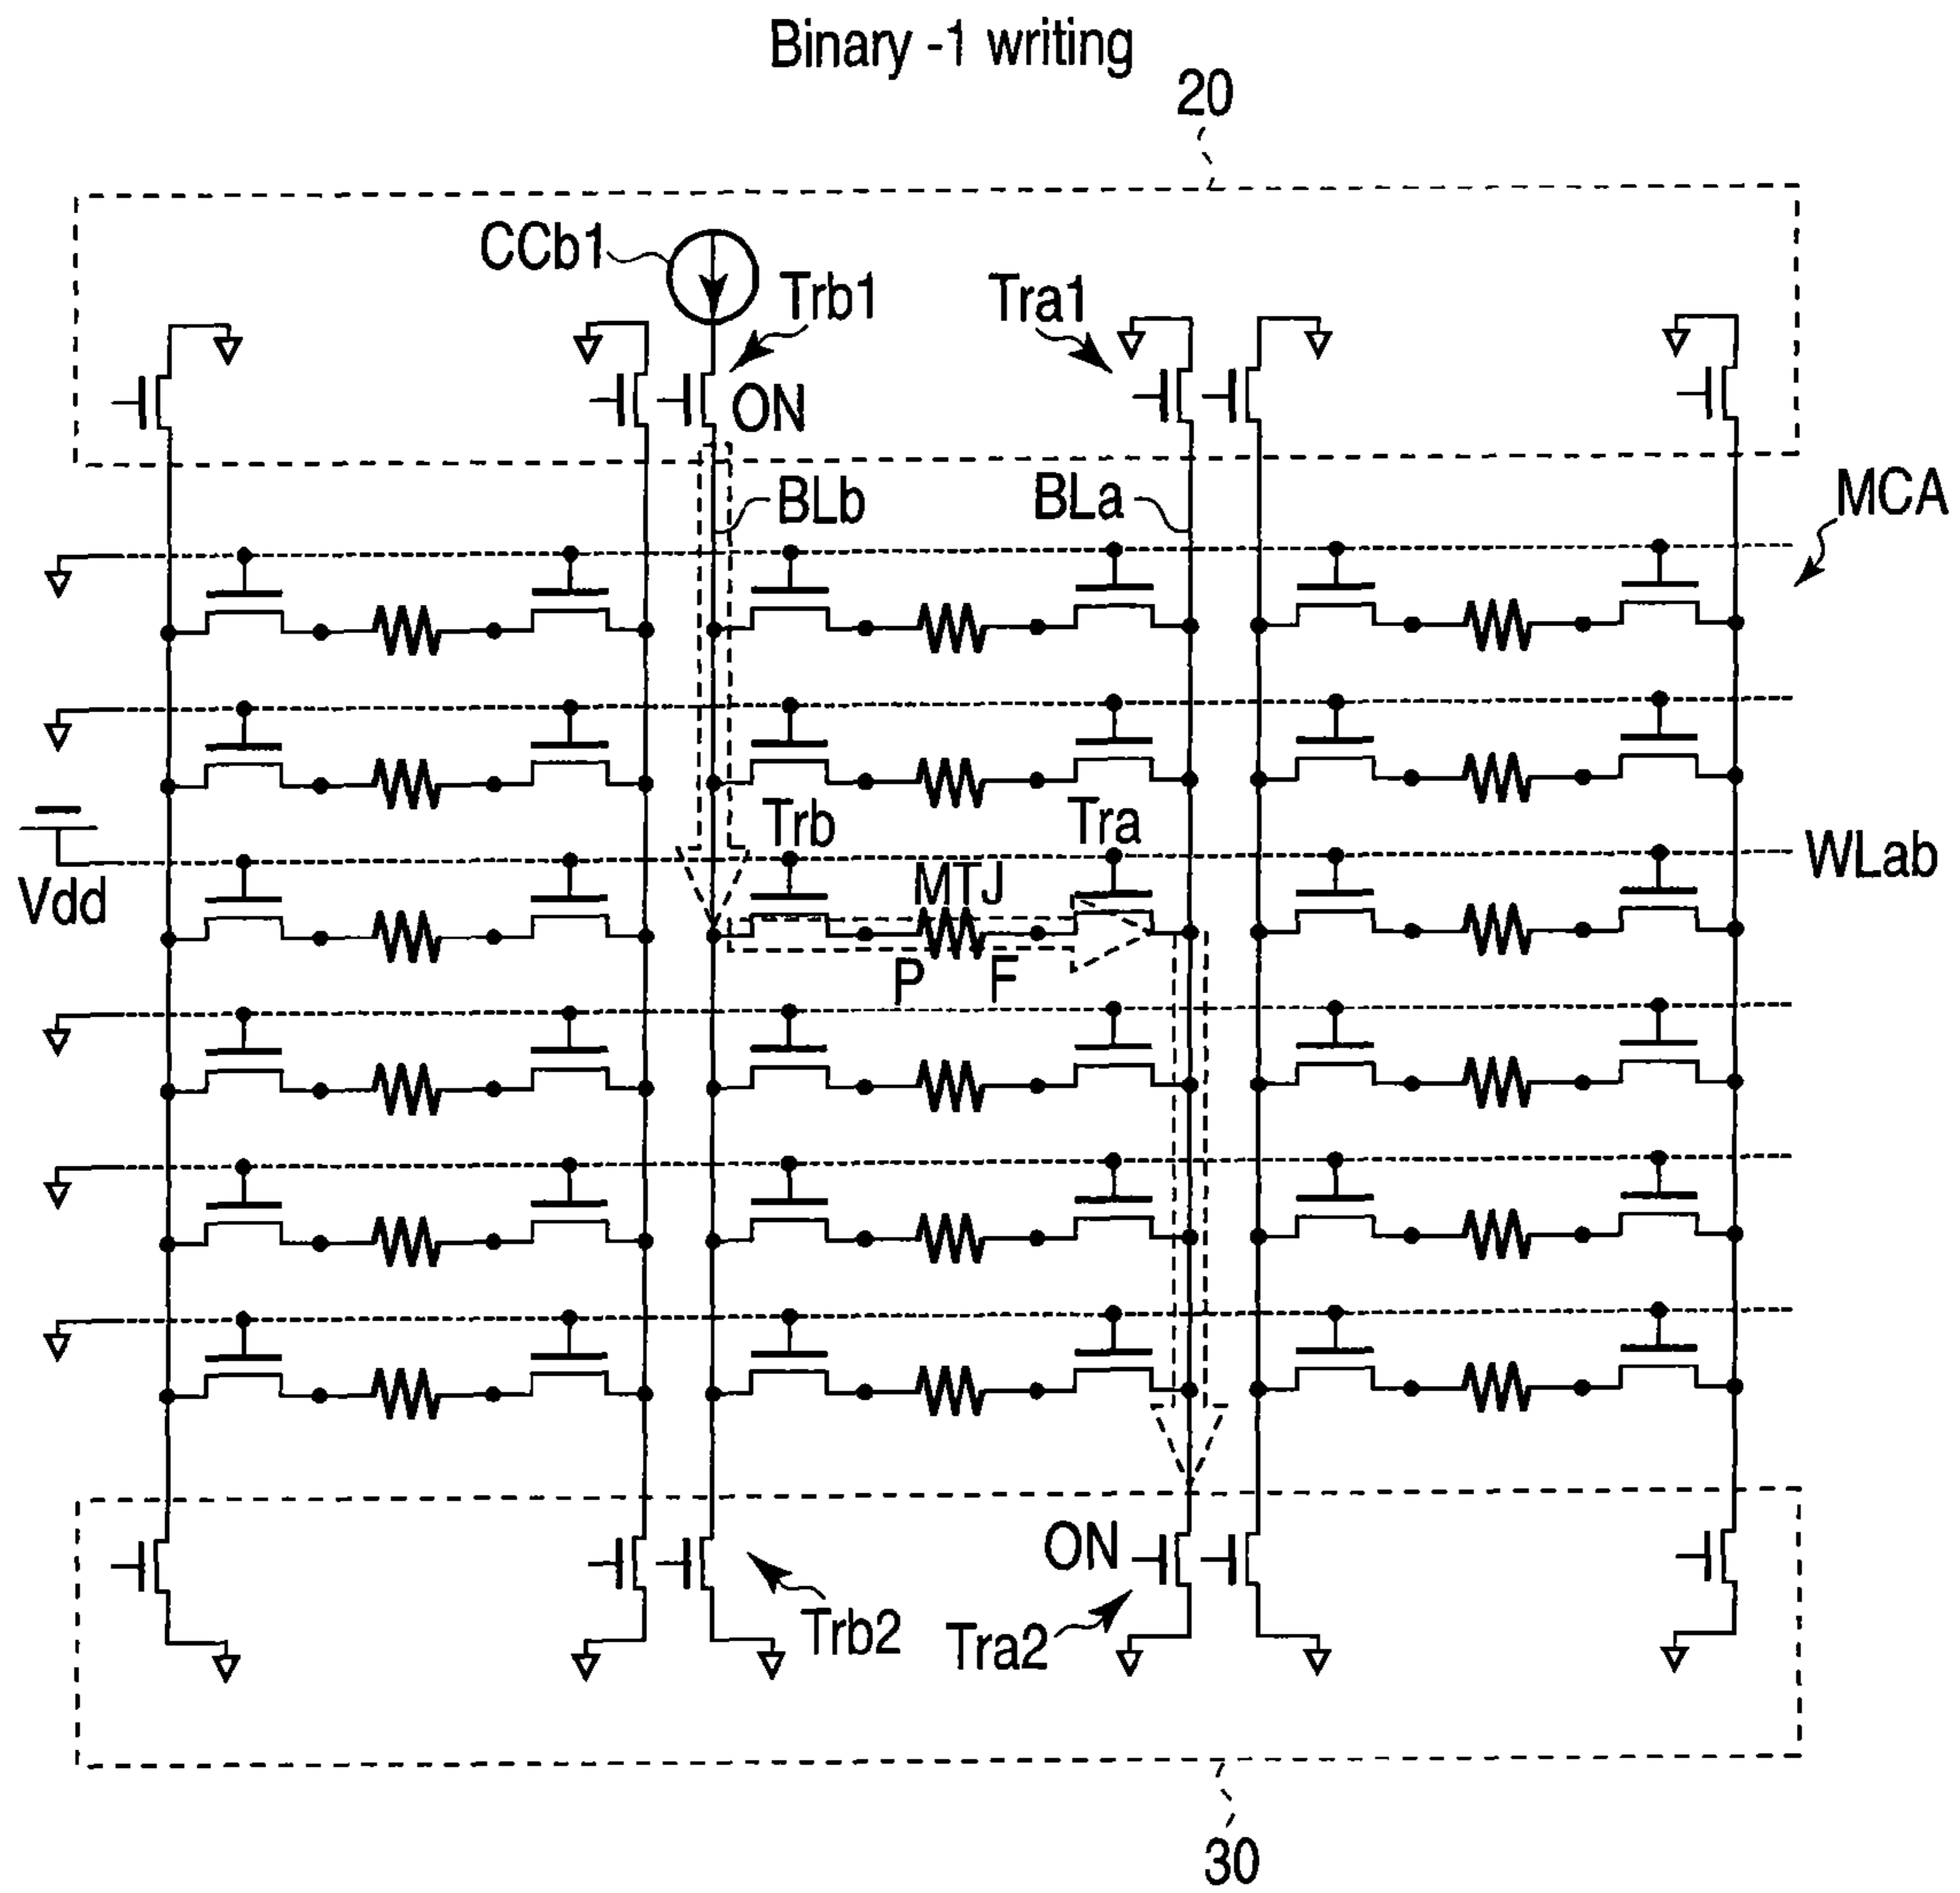 Binary -1 writing
20
CCb1
Trb1
Tra1
ON
BLb
BLa
MCA
Trb
Tra
WLab
Vdd
MTJ
P
F
ON
Trb2
Tra2
30